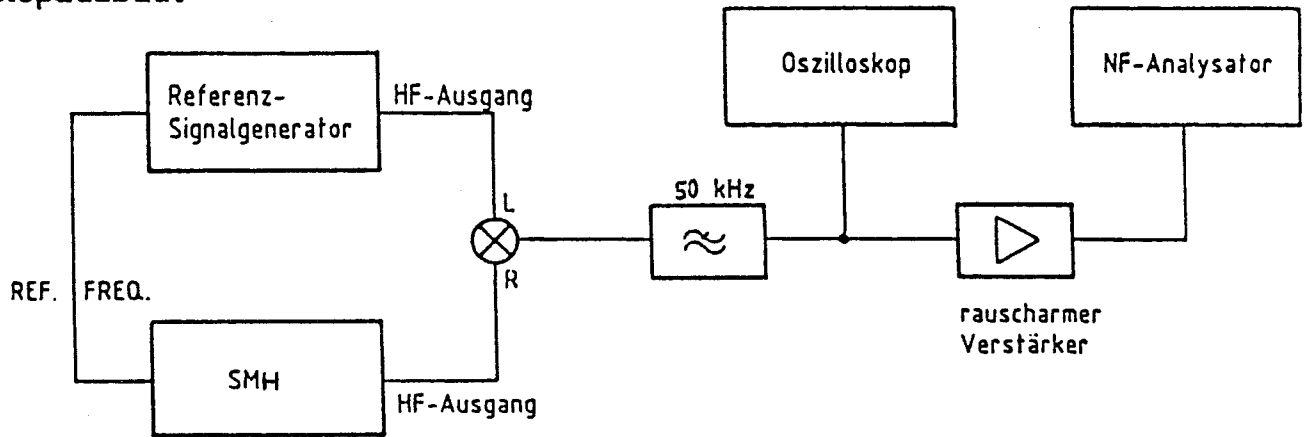 Referenz-
Signalgenerator
HF-Ausgang
Oszilloskop
NF-Analysator
L
50 kHz
R
REF. FREQ.
rauscharmer
Verstärker
SMH
HF-Ausgang